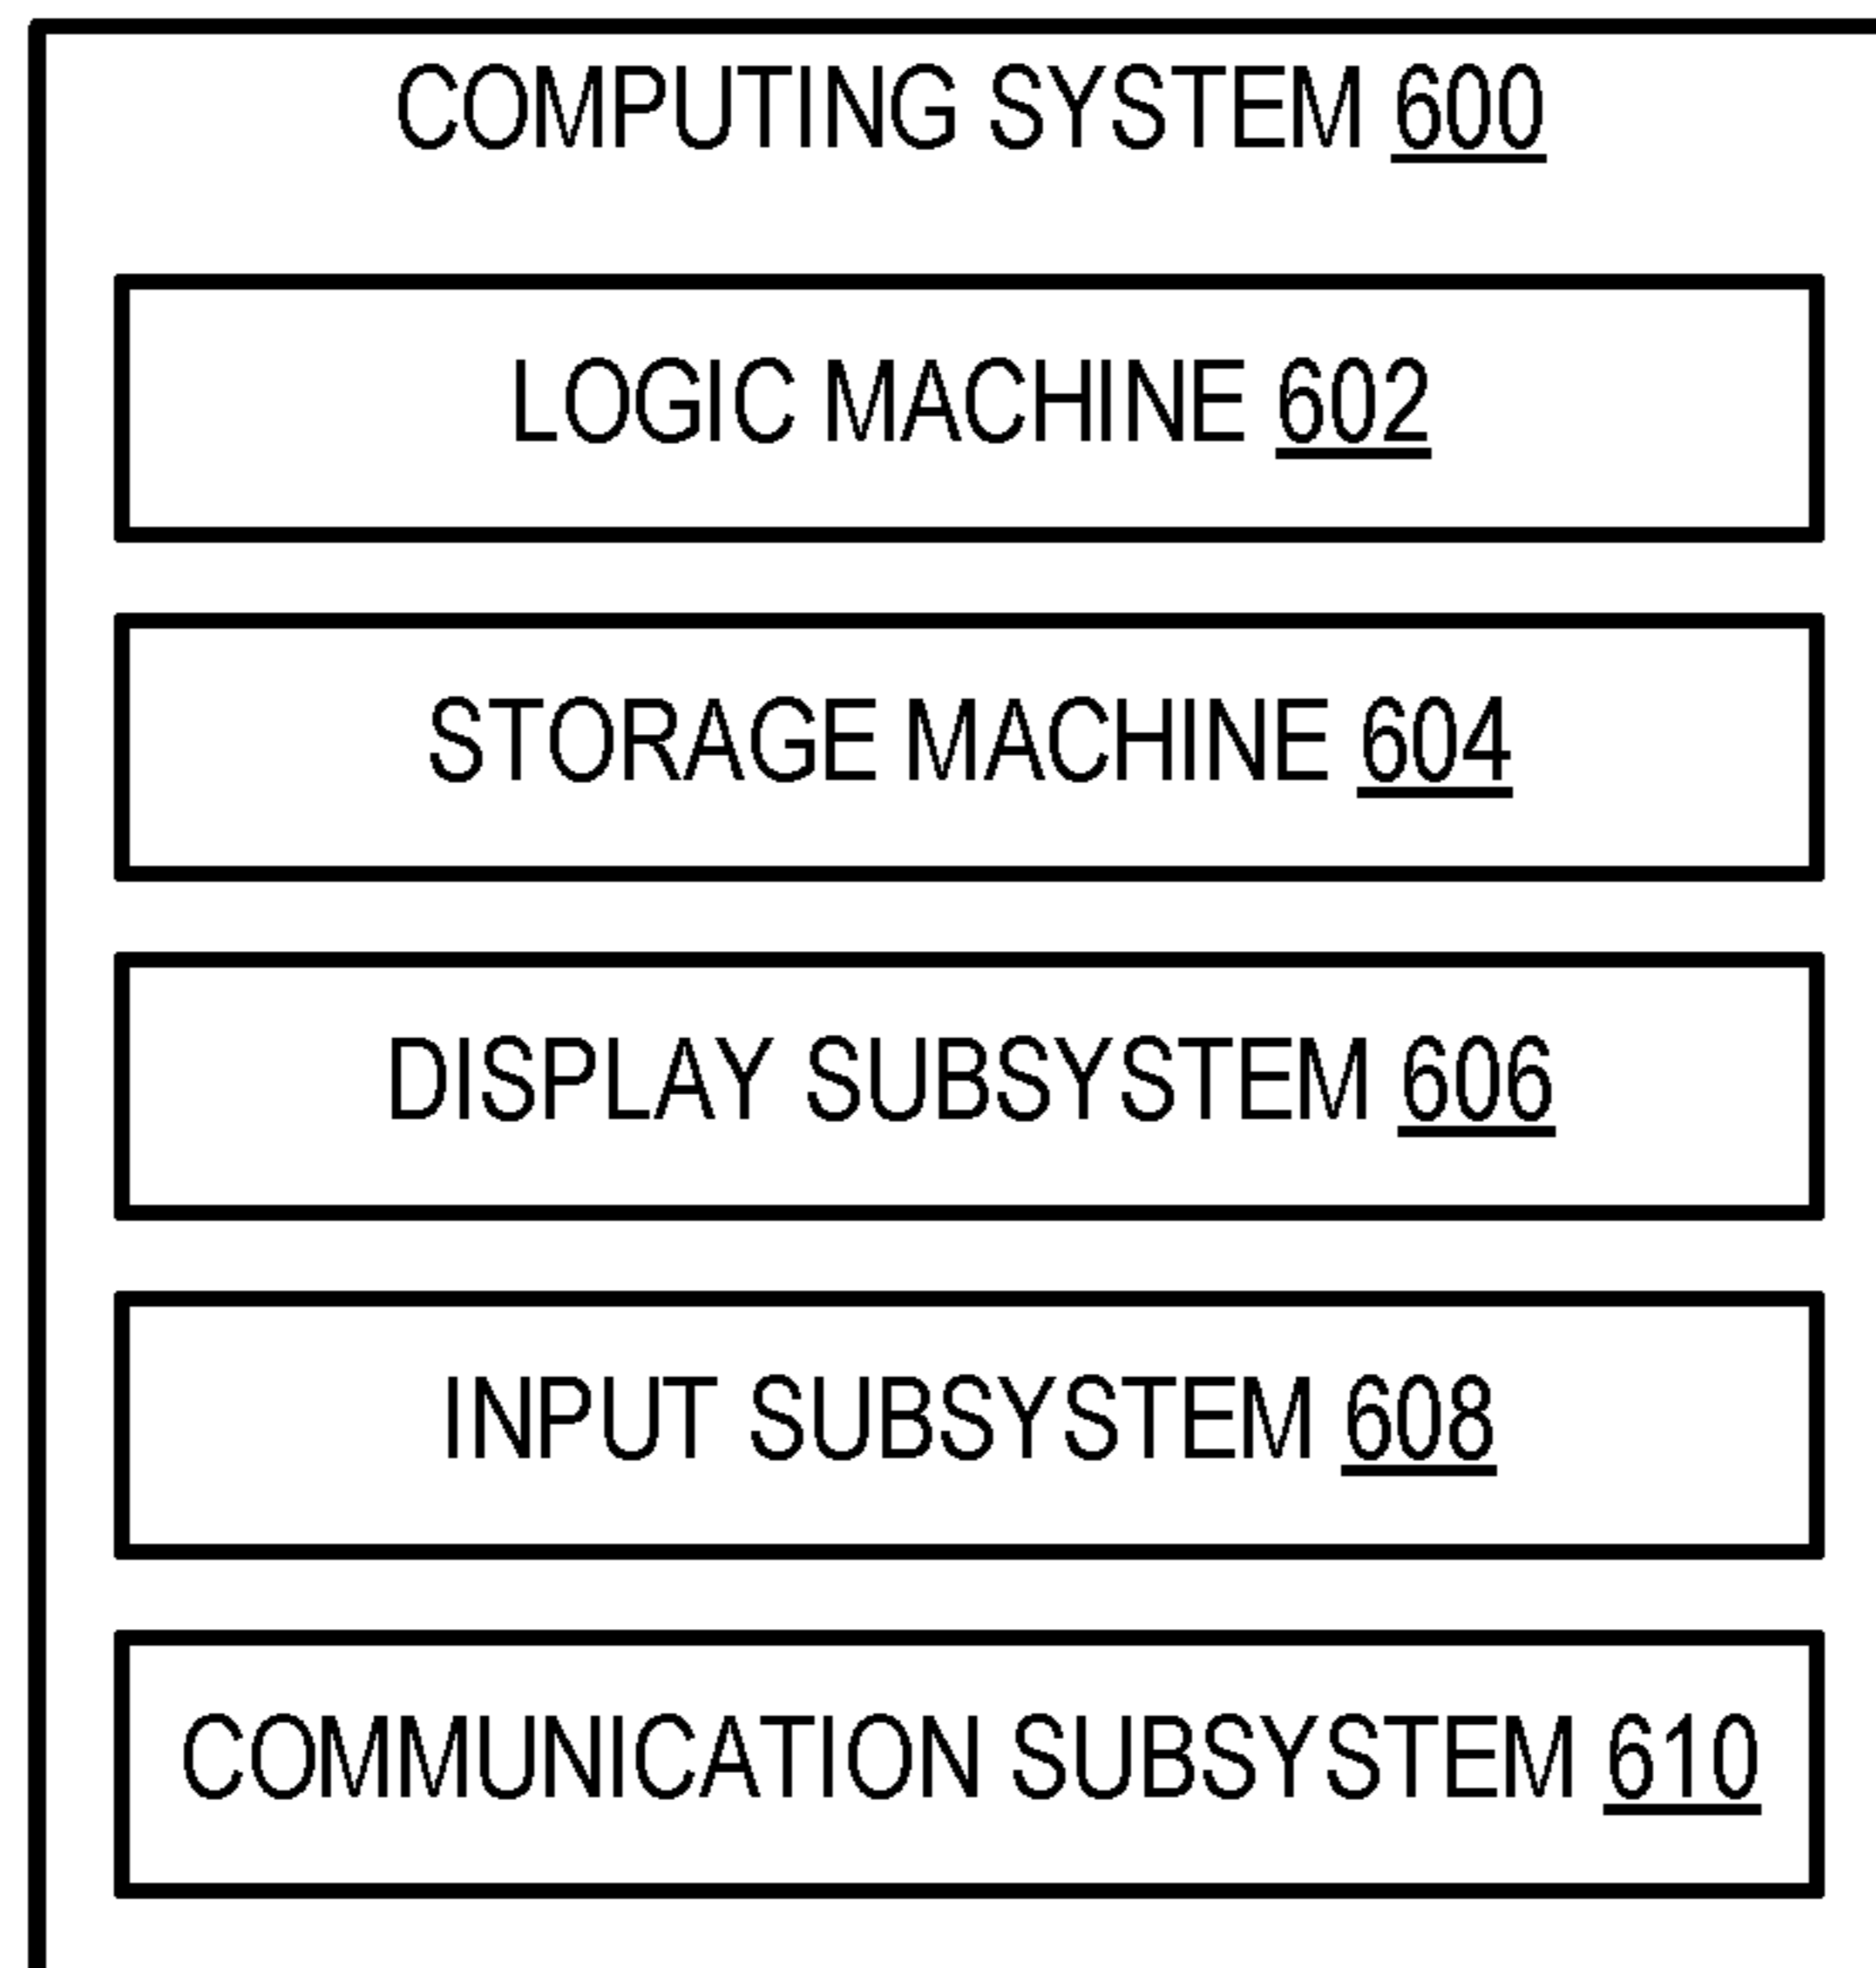 COMPUTING SYSTEM 600
LOGIC MACHINE 602
STORAGE MACHINE 604
DISPLAY SUBSYSTEM 606
INPUT SUBSYSTEM 608
COMMUNICATION SUBSYSTEM 610